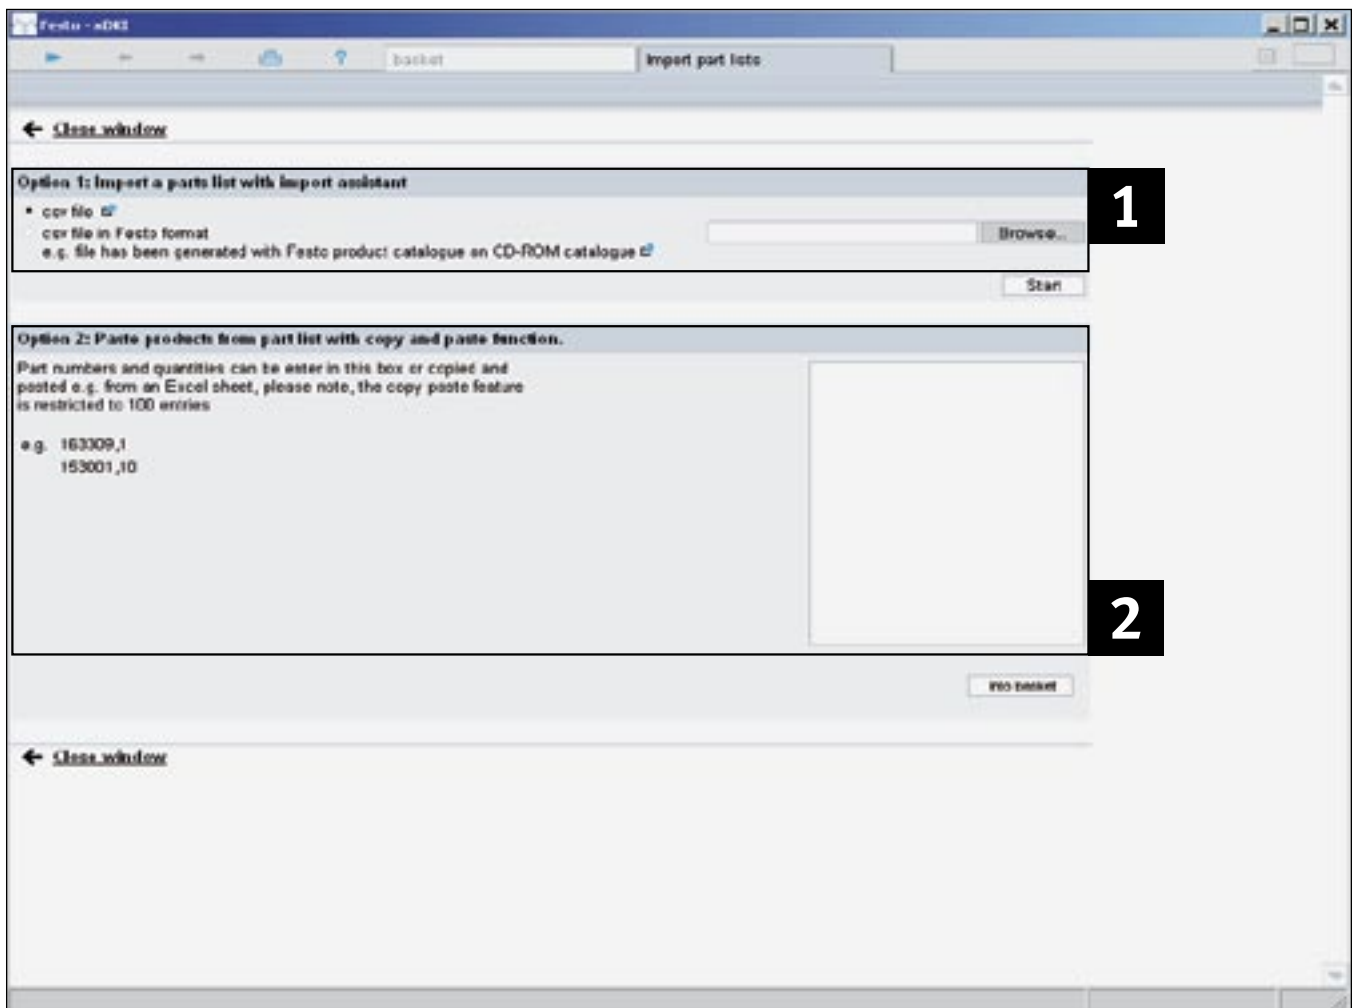 Festo - xDKI
basket
Import part lists
Close window
Option 1: Import a parts list with import assistant
1
csv file
csv file in Festo format
Browse...
e.g. file has been generated with Festo product catalogue on CD-ROM catalogue
Start
Option 2: Paste products from part list with copy and paste function.
Part numbers and quantities can be enter in this box or copied and
pasted e.g. from an Excel sheet, please note, the copy paste feature
is restricted to 100 entries
e.g. 163309,1
153001,10
2
into basket
Close window